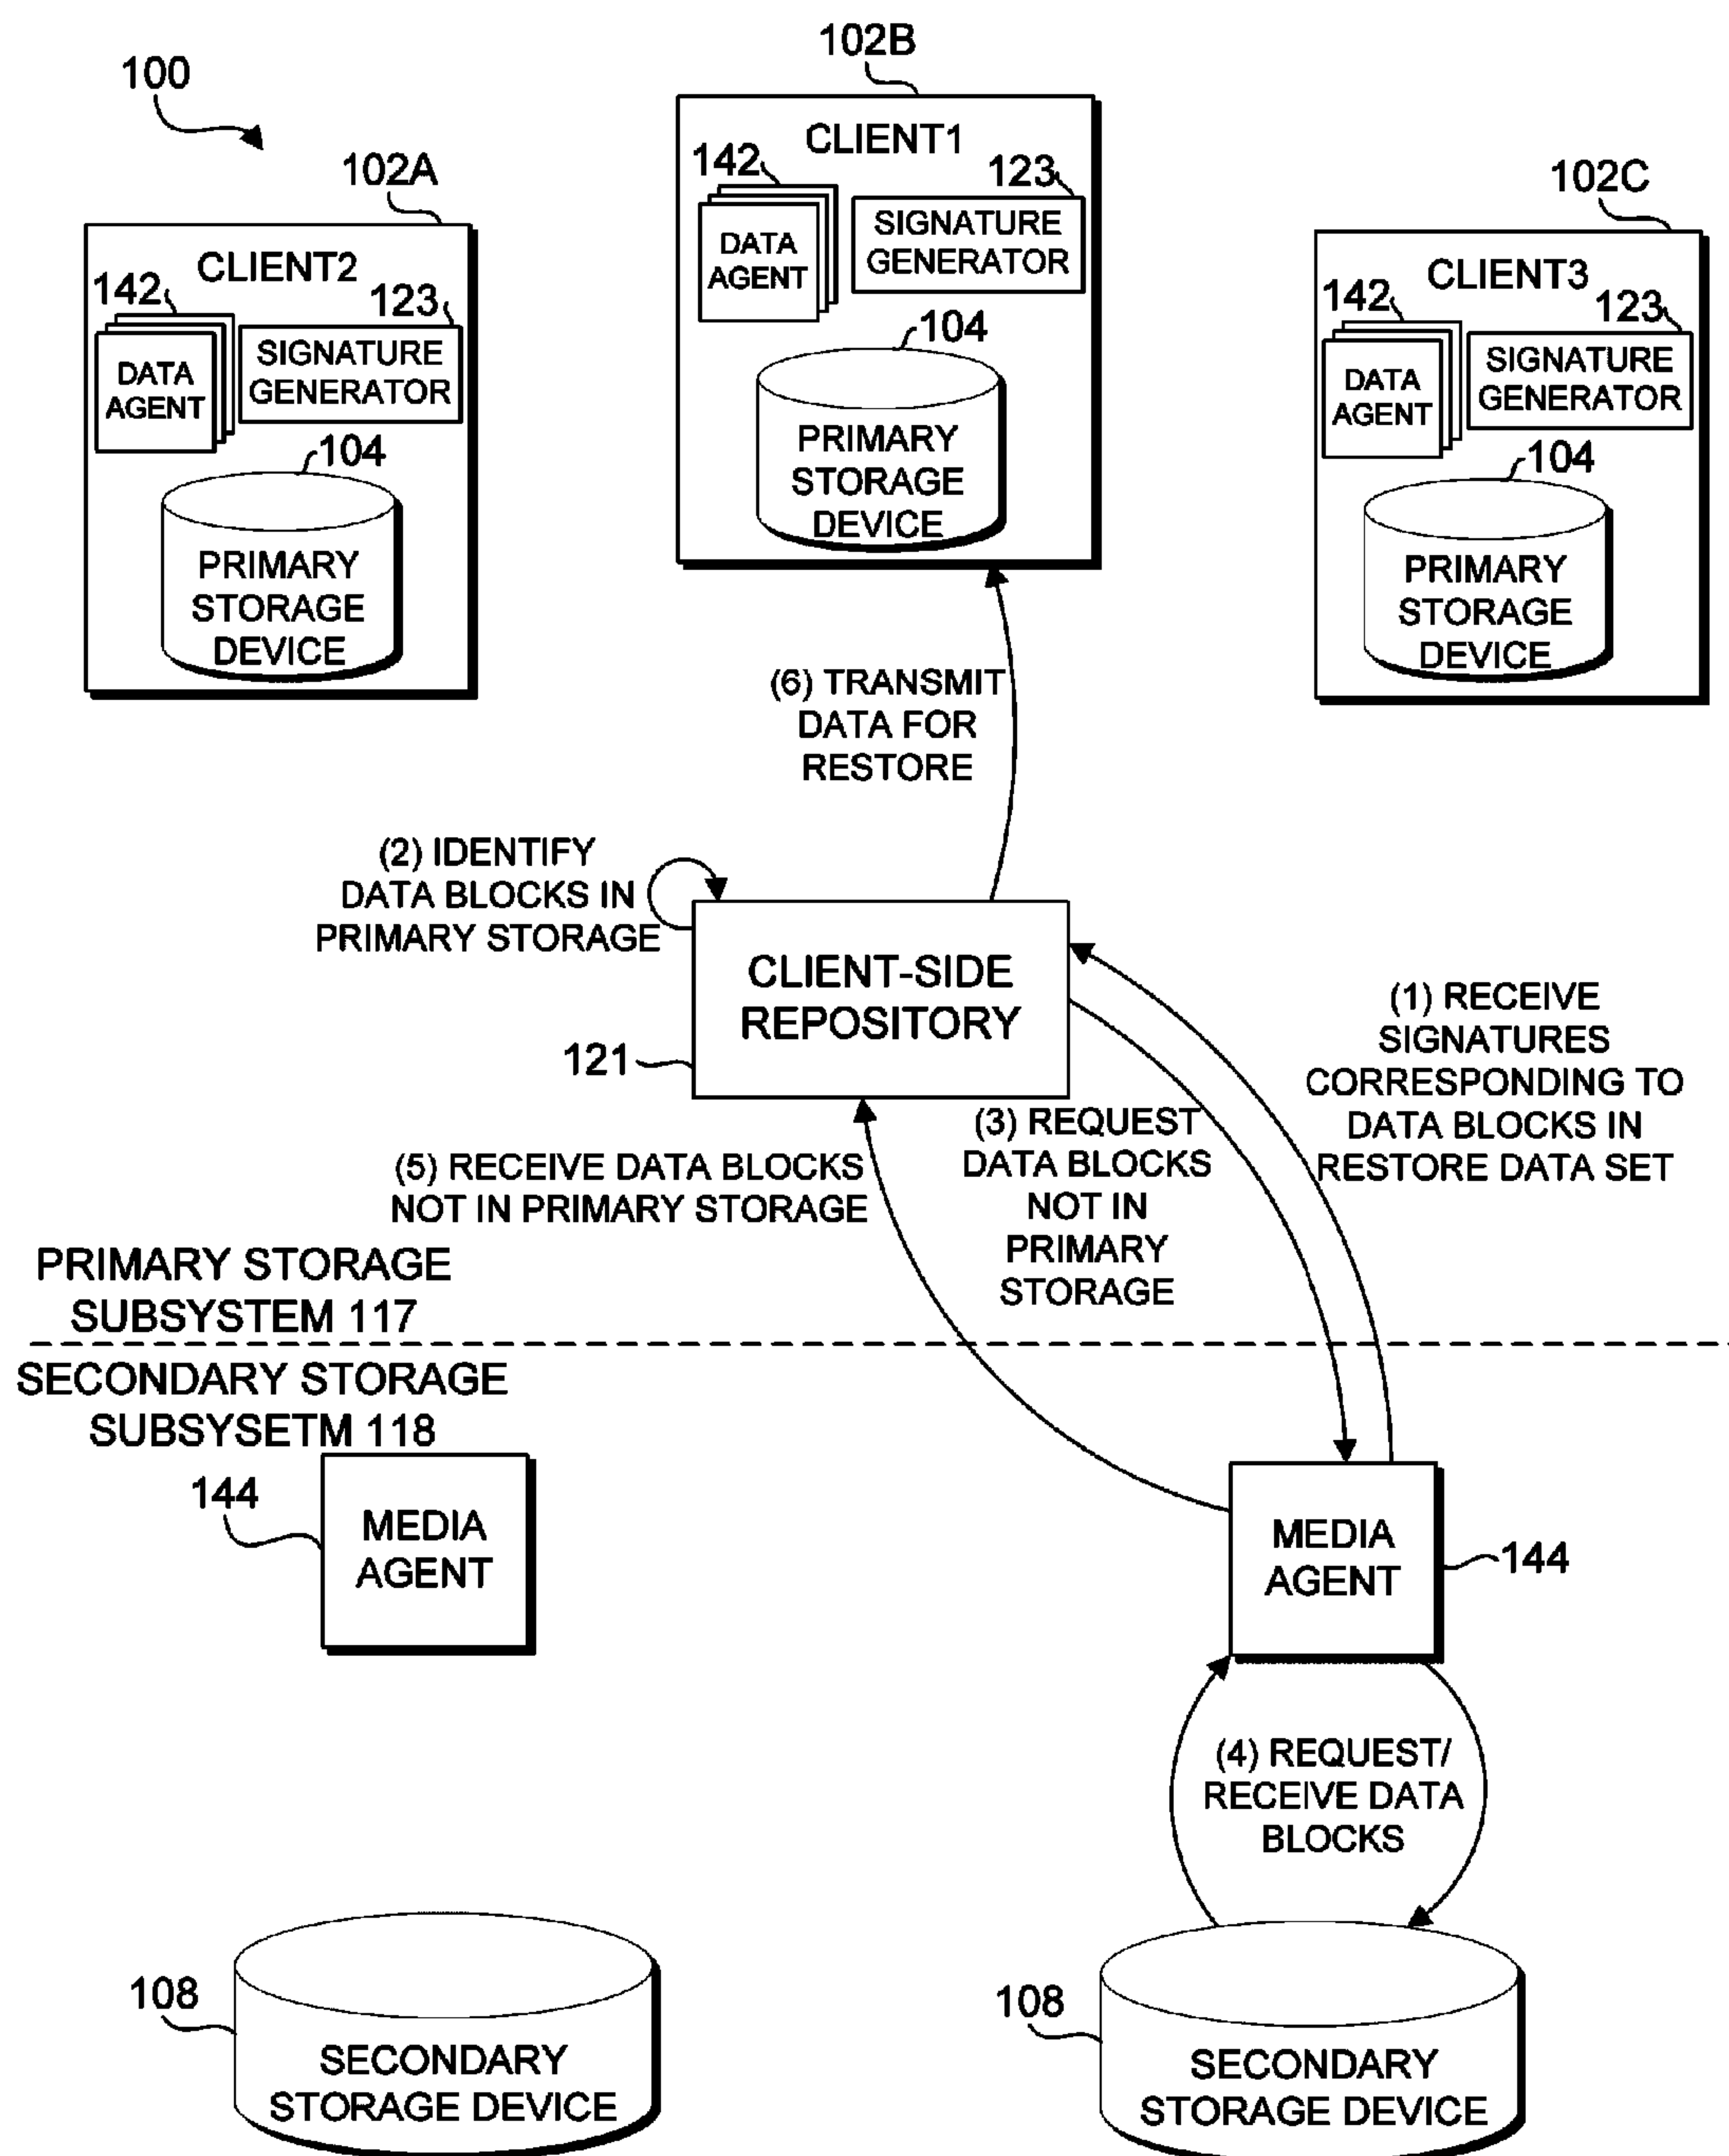 100
102B
CLIENT1
142
123
DATA
AGENT
SIGNATURE
GENERATOR
104
PRIMARY
STORAGE
DEVICE
102A
CLIENT2
142
123
DATA
AGENT
SIGNATURE
GENERATOR
104
PRIMARY
STORAGE
DEVICE
102C
CLIENT3
142
123
DATA
AGENT
SIGNATURE
GENERATOR
104
PRIMARY
STORAGE
DEVICE
(6) TRANSMIT
DATA FOR
RESTORE
(2) IDENTIFY
DATA BLOCKS IN
PRIMARY STORAGE
CLIENT-SIDE
REPOSITORY
121
(1) RECEIVE
SIGNATURES
CORRESPONDING TO
DATA BLOCKS IN
RESTORE DATA SET
(3) REQUEST
DATA BLOCKS
NOT IN
PRIMARY
STORAGE
(5) RECEIVE DATA BLOCKS
NOT IN PRIMARY STORAGE
PRIMARY STORAGE
SUBSYSTEM 117
SECONDARY STORAGE
SUBSYSETM 118
144
MEDIA
AGENT
MEDIA
AGENT
144
(4) REQUEST/
RECEIVE DATA
BLOCKS
108
SECONDARY
STORAGE DEVICE
108
SECONDARY
STORAGE DEVICE